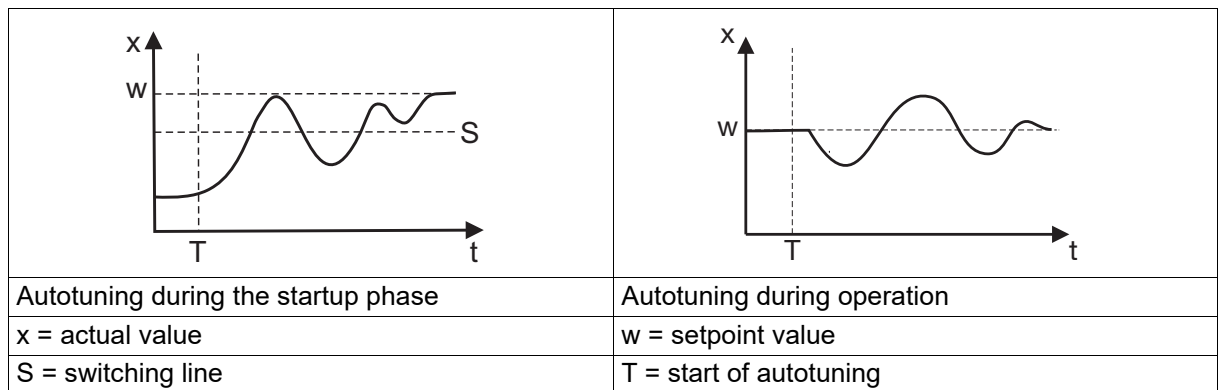 x
w
S
T
t
x
w
T
t
Autotuning during the startup phase
Autotuning during operation
x = actual value
w = setpoint value
S = switching line
T = start of autotuning